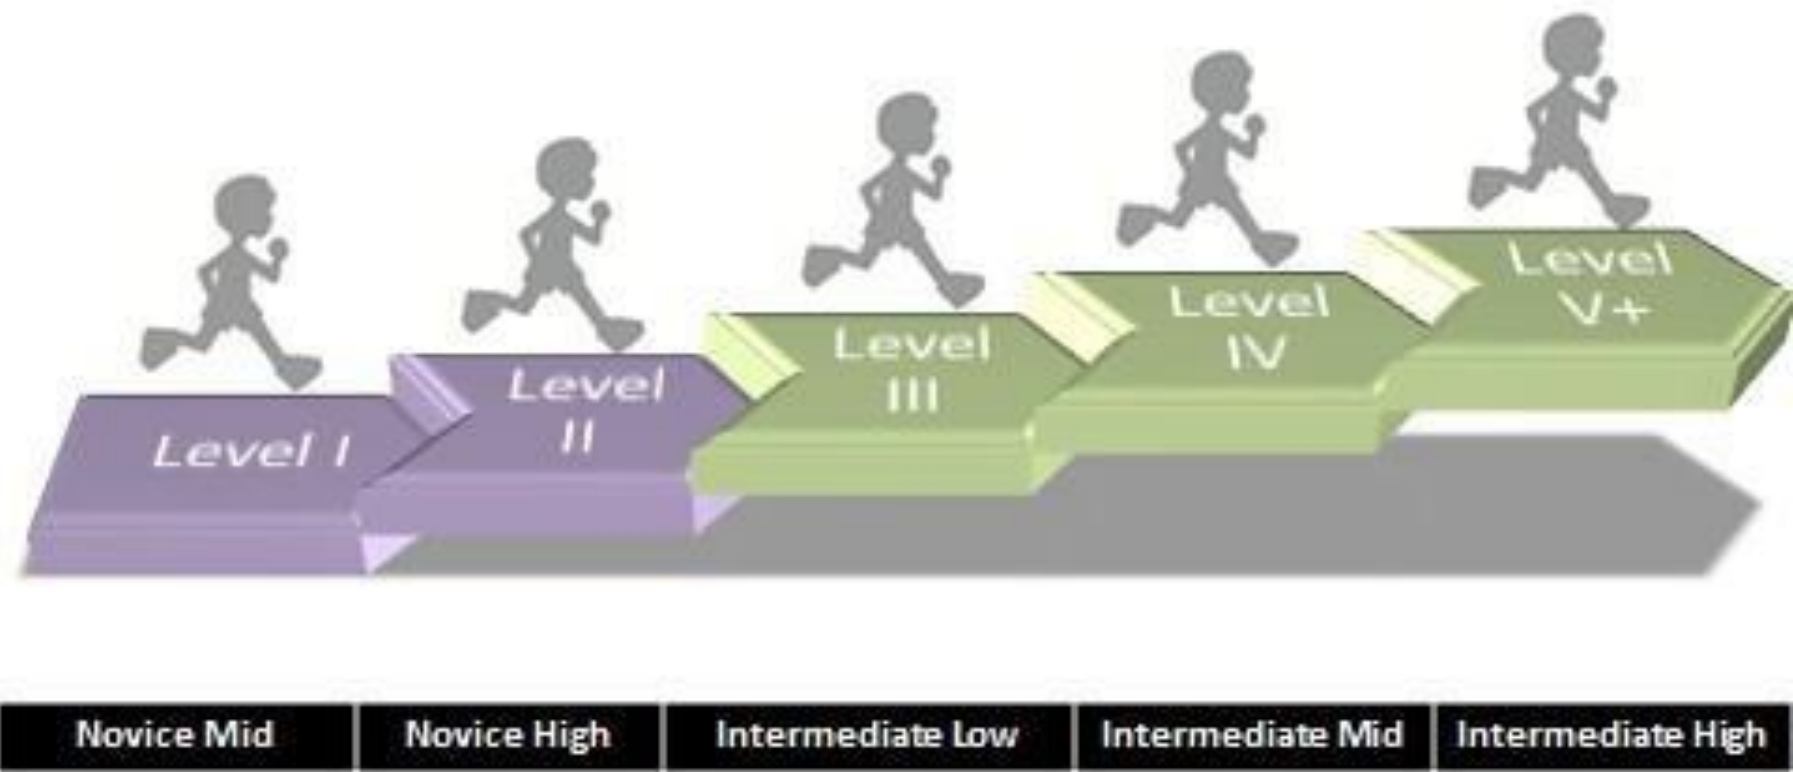 Level I
Level
II
Level
III
Level
IV
Level
V+
Novice Mid
Novice High
Intermediate Low
Intermediate Mid
Intermediate High